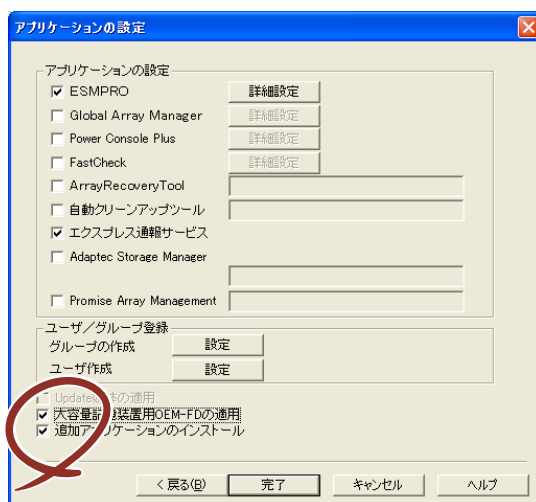 アプリケーションの設定
アプリケーションの設定
ESMPRO 詳細設定
Global Array Manager 詳細設定
Power Console Plus 詳細設定
FastCheck 詳細設定
ArrayRecoveryTool
自動クリーンアップツール
エクスプレス通報サービス
Adaptec Storage Manager
Promise Array Management
ユーザ／グループ登録
グループの作成 設定
ユーザ作成 設定
Update の適用
大容量記憶装置用OEM-FDの適用
追加アプリケーションのインストール
< 戻る(B) 完了 キャンセル ヘルプ